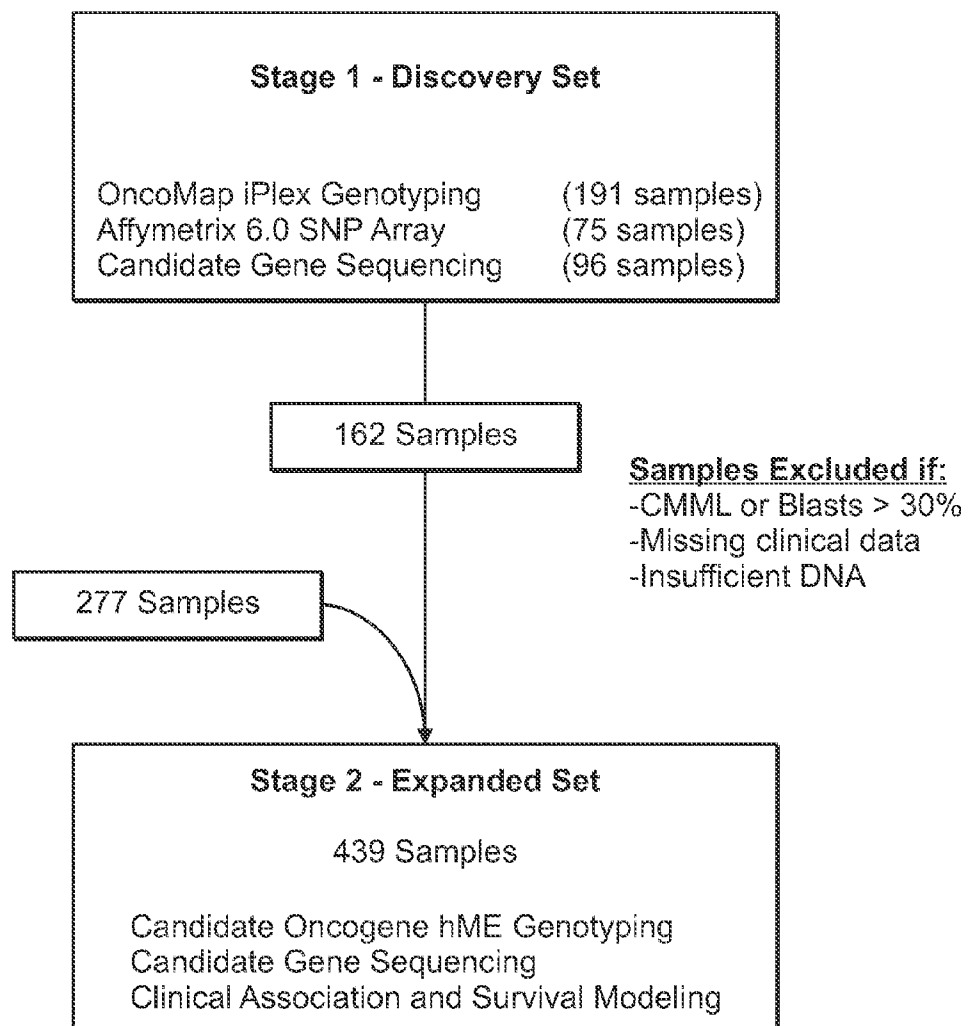 Stage 1 - Discovery Set
OncoMap iPlex Genotyping (191 samples)
Affymetrix 6.0 SNP Array (75 samples)
Candidate Gene Sequencing (96 samples)
162 Samples
Samples Excluded if:
-CMML or Blasts > 30%
-Missing clinical data
-Insufficient DNA
277 Samples
Stage 2 - Expanded Set
439 Samples
Candidate Oncogene hME Genotyping
Candidate Gene Sequencing
Clinical Association and Survival Modeling